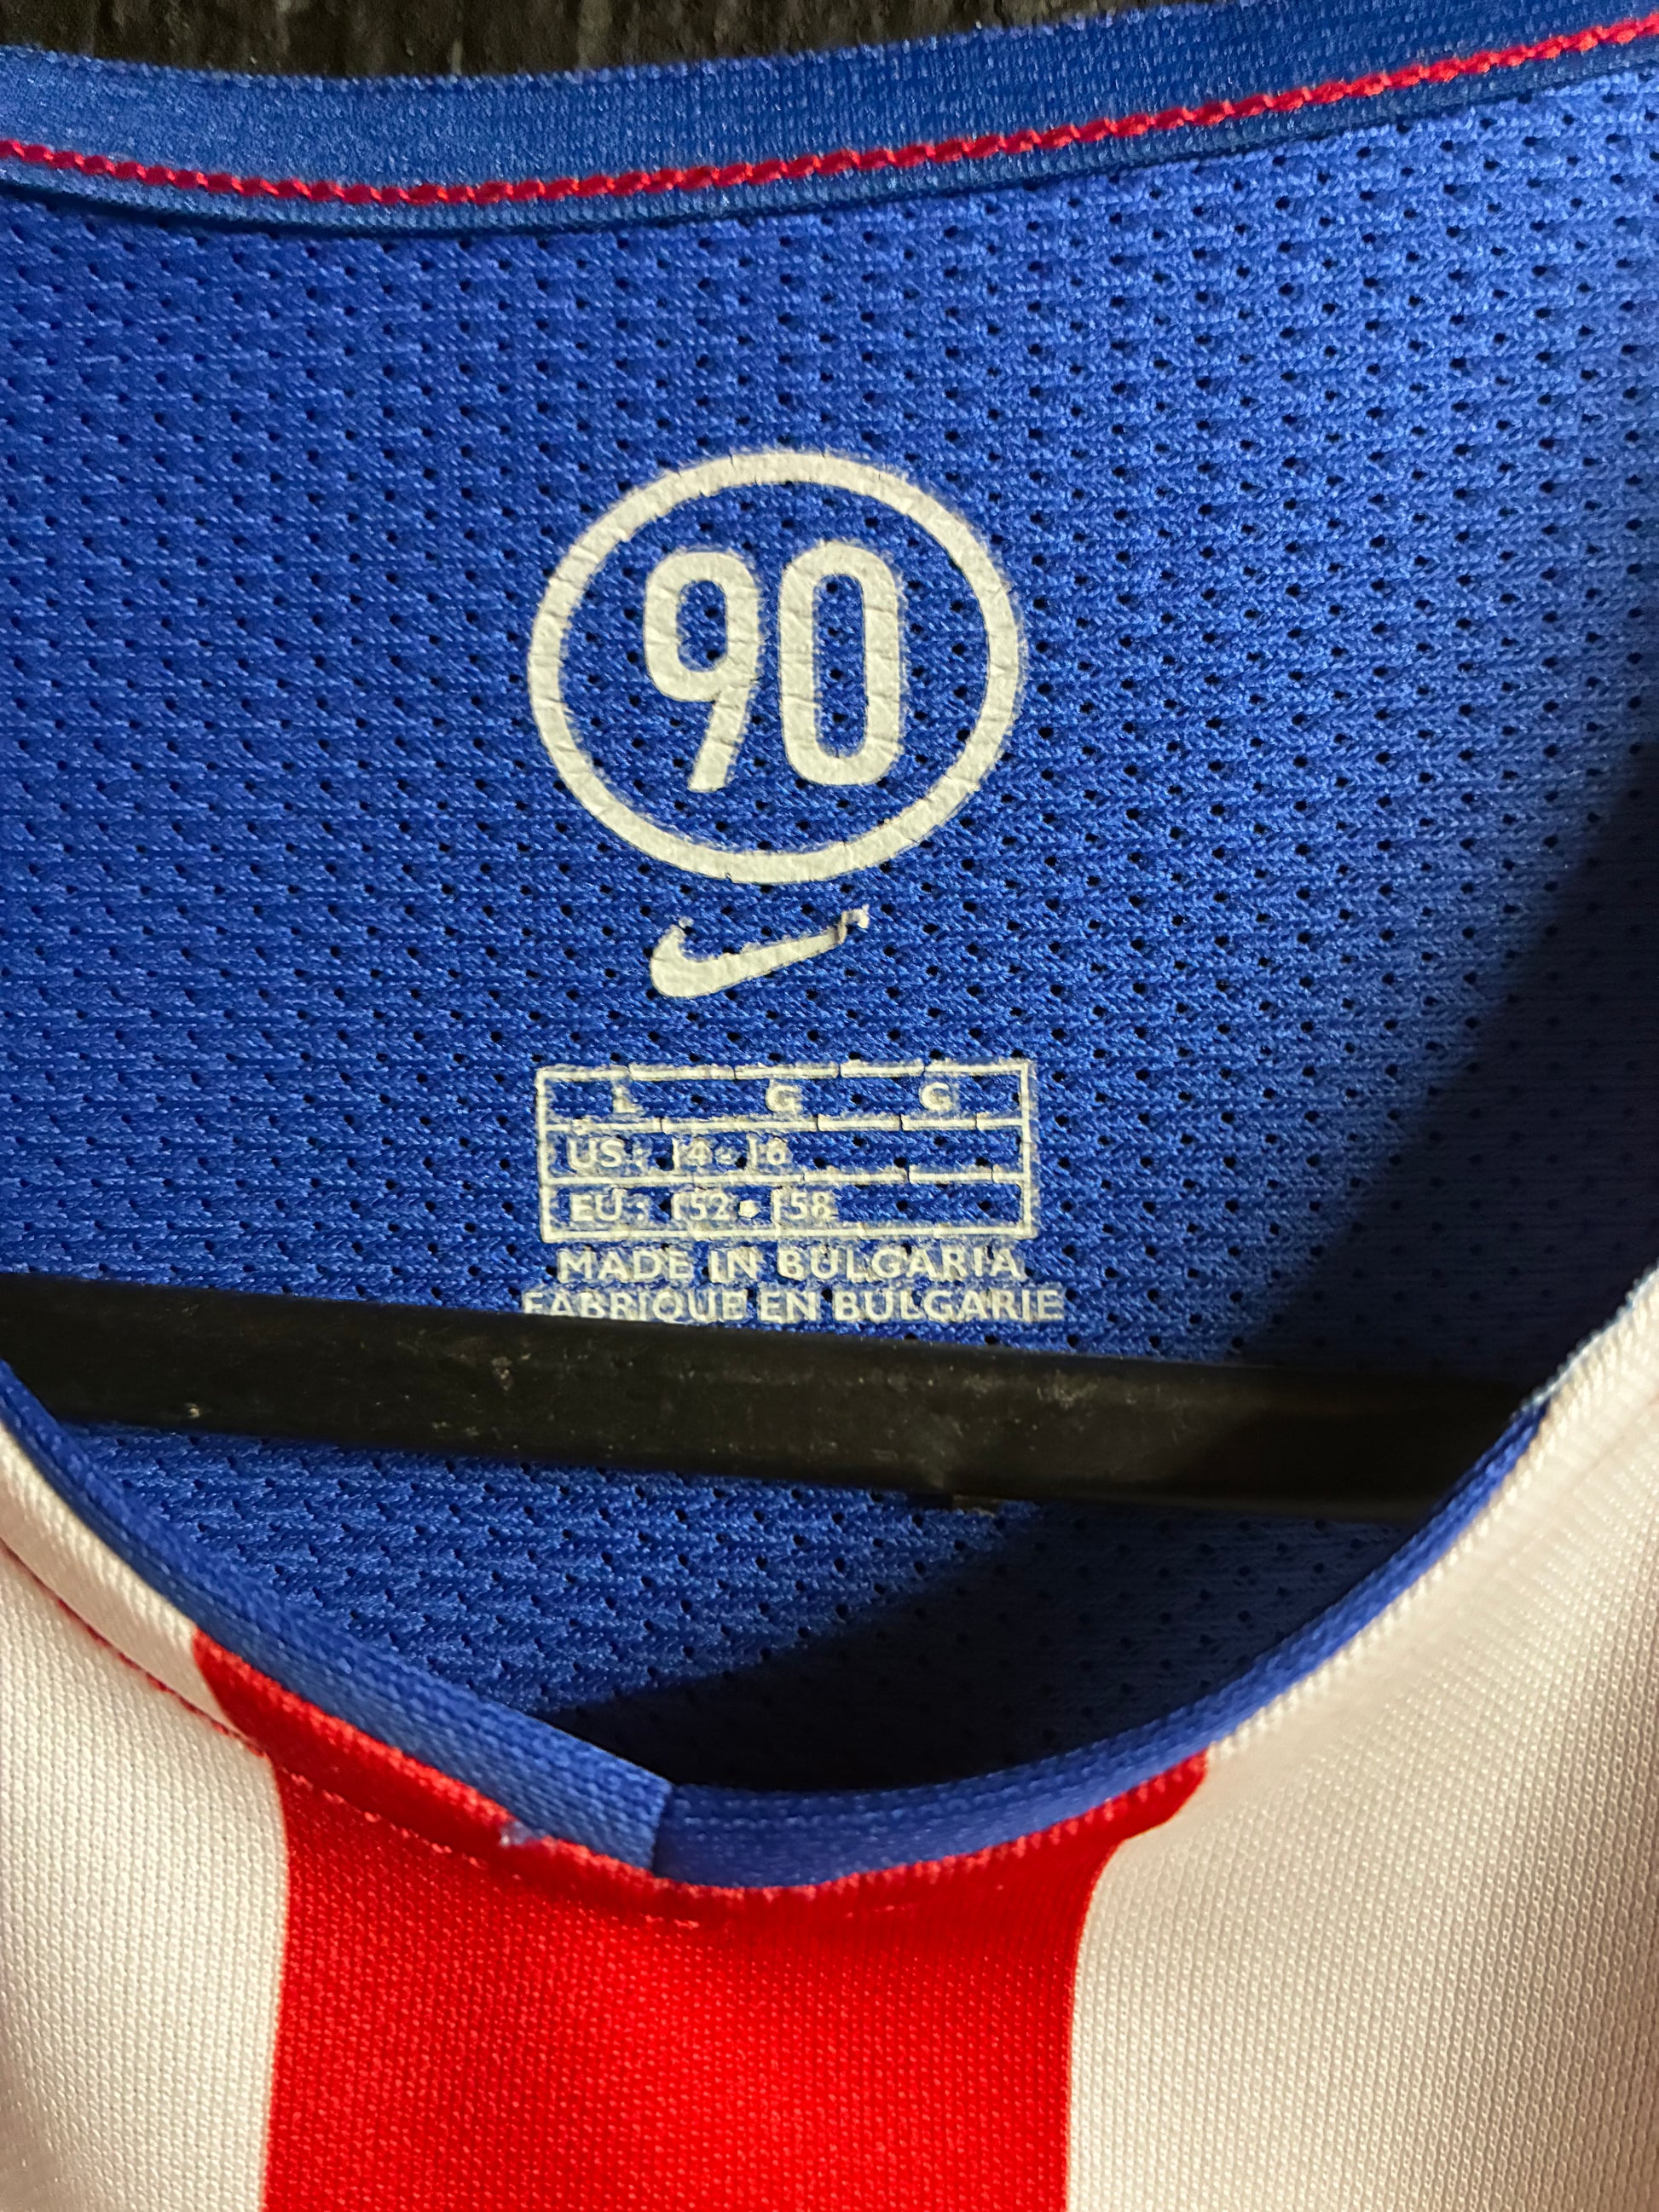 90
L G G
US: 14-16
EU: 152-158
MADE IN BULGARIA
FABRIQUE EN BULGARIE